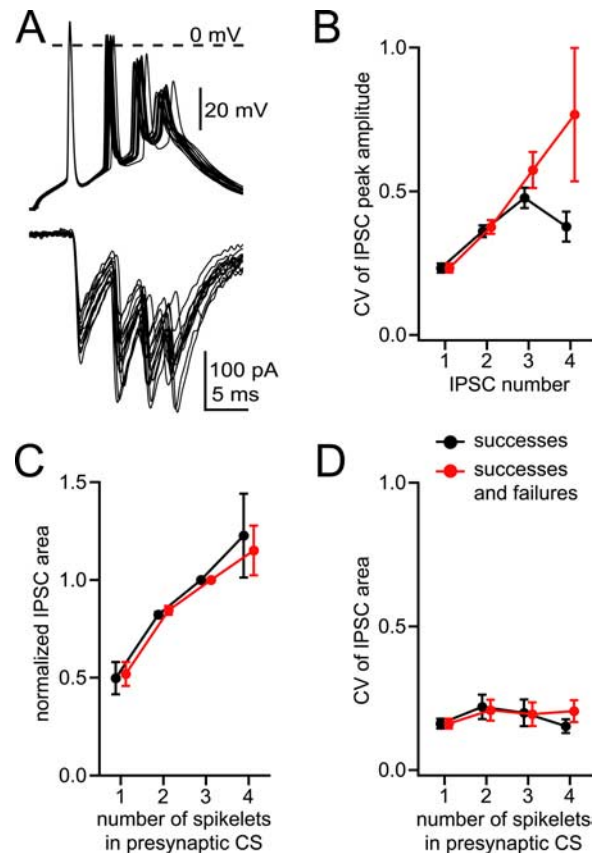 A
0 mV
20 mV
100 pA
5 ms
B
CV of IPSC peak amplitude
1.0
0.5
0.0
1 2 3 4
IPSC number
successes
successes
and failures
C
normalized IPSC area
1.5
1.0
0.5
0.0
1 2 3 4
number of spikelets
in presynaptic CS
D
CV of IPSC area
1.0
0.5
0.0
1 2 3 4
number of spikelets
in presynaptic CS